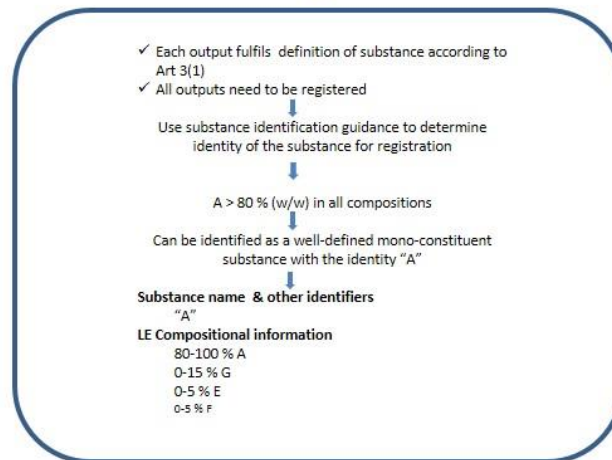 ✓ Each output fulfils definition of substance according to
Art 3(1)
✓ All outputs need to be registered
Use substance identification guidance to determine
identity of the substance for registration
A > 80 % (w/w) in all compositions
Can be identified as a well-defined mono-constituent
substance with the identity “A”
Substance name & other identifiers
“A”
LE Compositional information
80-100 % A
0-15 % G
0-5 % E
0-5 % F